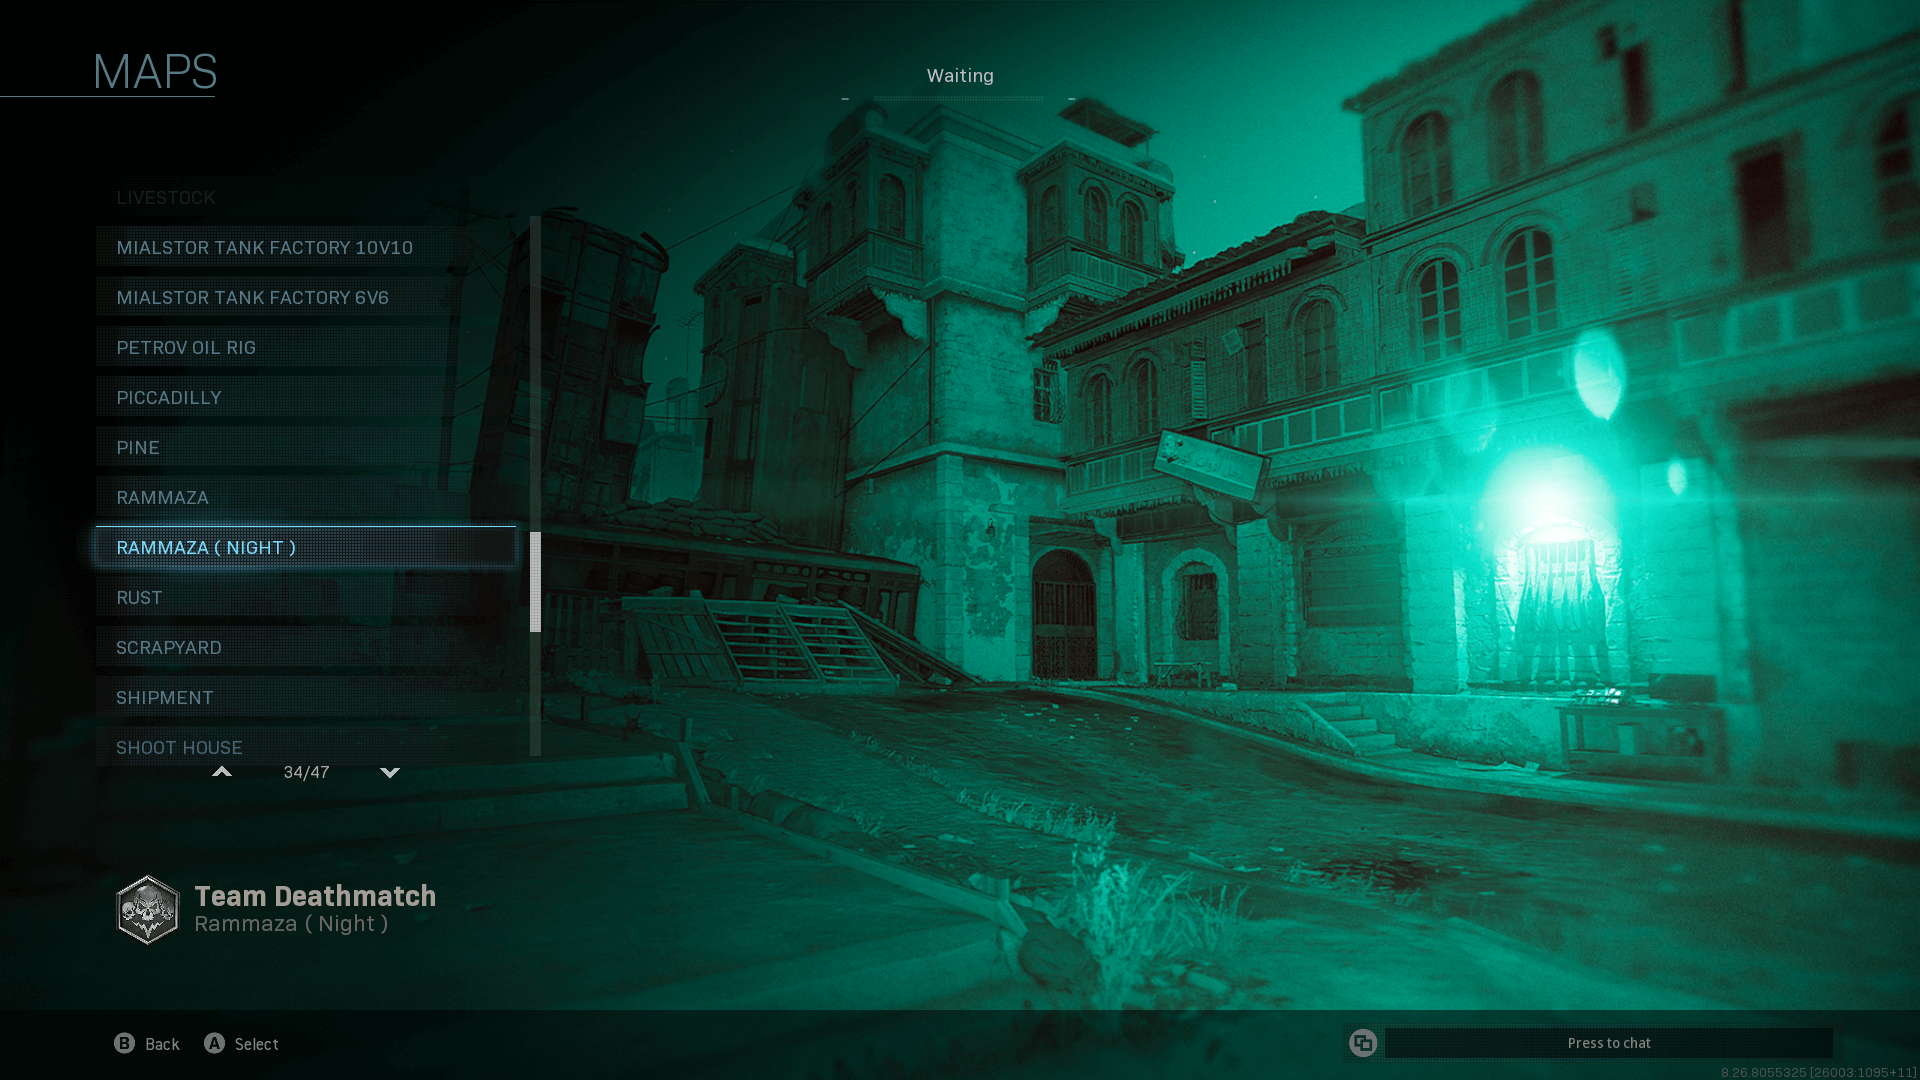 MAPS
Waiting
LIVESTOCK
MIALSTOR TANK FACTORY 10V10
MIALSTOR TANK FACTORY 6V6
PETROV OIL RIG
PICCADILLY
PINE
RAMMAZA
RAMMAZA ( NIGHT )
RUST
SCRAPYARD
SHIPMENT
SHOOT HOUSE
34/47
Team Deathmatch
Rammaza ( Night )
B Back A Select
Press to chat
8.26.8055325 [26003:1095+11]